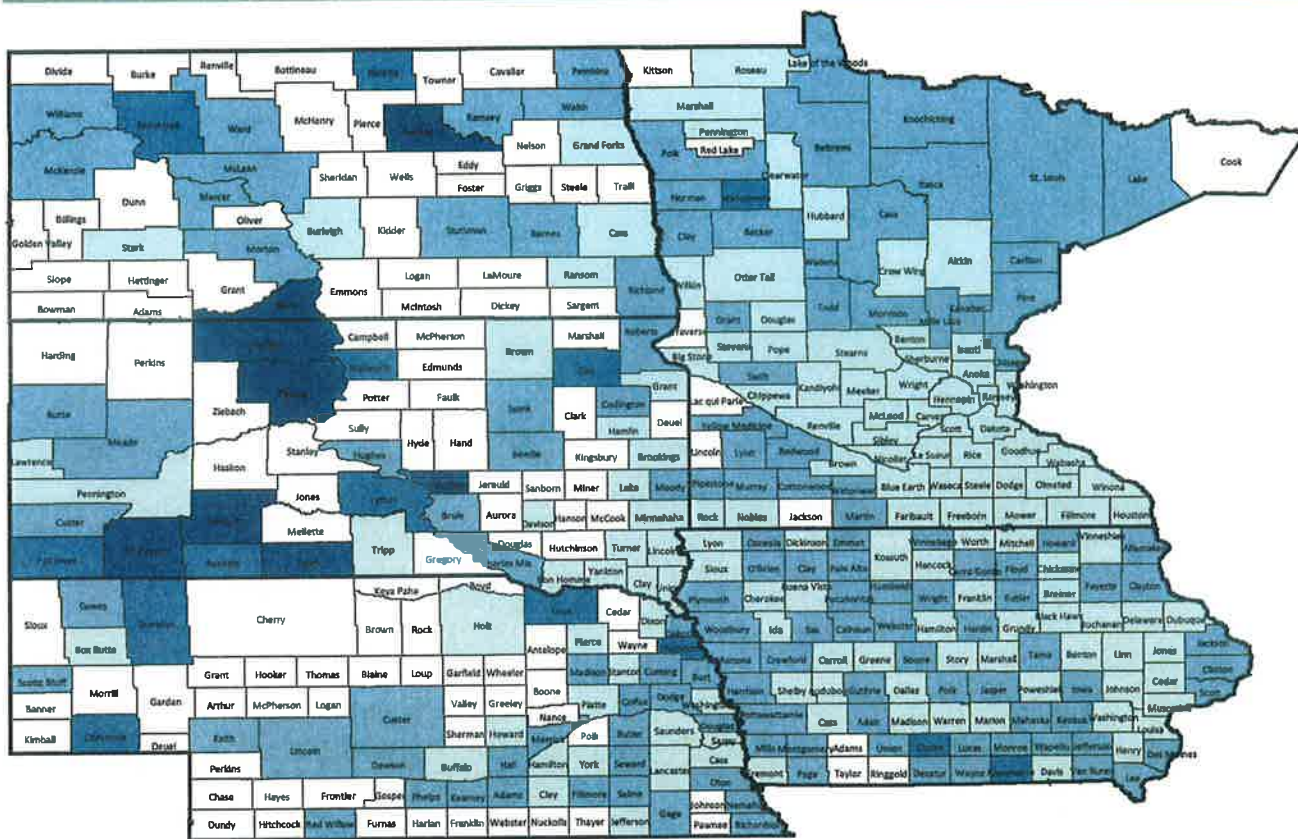 Divide
Burke
Renville
Bottineau
Towner
Cavalier
Pembina
Kittson
Roseau
Lake of the Woods
Williams
Ward
McHenry
Pierce
Ramsey
Walsh
Marshall
Koochiching
Nelson
Grand Forks
Pennington
Polk
Red Lake
Beltrami
Cook
McKenzie
McLean
Sheridan
Wells
Eddy
Foster
Griggs
Steele
Traill
Clearwater
Itasca
St. Louis
Lake
Dunn
Mercer
Oliver
Norman
Hubbard
Cass
Billings
Golden Valley
Stark
Morton
Burleigh
Kidder
Stutsman
Barnes
Cass
Clay
Becker
Wadena
Crow Wing
Aitkin
Carlton
Slope
Hettinger
Grant
Emmons
Logan
LaMoure
Ransom
Richland
Wilkin
Otter Tail
Todd
Pine
Bowman
Adams
McIntosh
Dickey
Sargent
Grant
Douglas
Morrison
Mille Lacs
Kanabec
Harding
Perkins
Campbell
McPherson
Brown
Marshall
Roberts
Traverse
Stevens
Pope
Stearns
Benton
Sherburne
Isanti
Edmunds
Big Stone
Anoka
Washington
Butte
Meade
Ziebach
Potter
Faulk
Spink
Clark
Codington
Grant
Swift
Kandiyohi
Meeker
Wright
Hennepin
Ramsey
Lac qui Parle
Chippewa
Sully
Hyde
Hand
Hamlin
Deuel
Renville
McLeod
Carver
Scott
Dakota
Yellow Medicine
Sibley
Lawrence
Haakon
Stanley
Hughes
Beadle
Kingsbury
Brookings
Lincoln
Lyon
Redwood
Brown
Nicollet
Le Sueur
Rice
Goodhue
Wabasha
Pennington
Jones
Lyman
Jerauld
Sanborn
Miner
Lake
Moody
Pipestone
Murray
Cottonwood
Watonwan
Blue Earth
Waseca
Steele
Dodge
Olmsted
Winona
Custer
Mellette
Brule
Aurora
Davison
Hanson
McCook
Minnehaha
Rock
Nobles
Jackson
Martin
Faribault
Freeborn
Mower
Fillmore
Houston
Tripp
Gregory
Douglas
Charles Mix
Hutchinson
Turner
Lincoln
Lyon
Osceola
Dickinson
Emmet
Kossuth
Winnebago
Worth
Mitchell
Howard
Winneshiek
Allamakee
Bon Homme
Yankton
Clay
Union
Sioux
O'Brien
Clay
Palo Alto
Hancock
Cerro Gordo
Floyd
Chickasaw
Keya Paha
Boyd
Plymouth
Cherokee
Buena Vista
Pocahontas
Humboldt
Wright
Franklin
Butler
Bremer
Fayette
Clayton
Sioux
Dawes
Sheridan
Cherry
Brown
Rock
Holt
Knox
Cedar
Dixon
Woodbury
Ida
Sac
Calhoun
Webster
Hamilton
Hardin
Grundy
Black Hawk
Buchanan
Delaware
Dubuque
Box Butte
Antelope
Pierce
Wayne
Monona
Crawford
Carroll
Greene
Boone
Story
Marshall
Tama
Benton
Linn
Jones
Jackson
Scotts Bluff
Morrill
Garden
Grant
Hooker
Thomas
Blaine
Loup
Garfield
Wheeler
Madison
Stanton
Cuming
Burt
Clinton
Banner
Arthur
McPherson
Logan
Custer
Valley
Greeley
Boone
Platte
Colfax
Dodge
Washington
Harrison
Shelby
Audubon
Guthrie
Dallas
Polk
Jasper
Poweshiek
Iowa
Johnson
Cedar
Scott
Muscatine
Kimball
Cheyenne
Deuel
Keith
Lincoln
Sherman
Howard
Nance
Merrick
Polk
Butler
Saunders
Douglas
Sarpy
Pottawattamie
Cass
Adair
Madison
Warren
Marion
Mahaska
Keokuk
Washington
Louisa
Perkins
Dawson
Buffalo
Hall
Hamilton
York
Seward
Lancaster
Cass
Otoe
Mills
Montgomery
Adams
Union
Lucas
Monroe
Wapello
Jefferson
Henry
Des Moines
Chase
Hayes
Frontier
Gosper
Phelps
Kearney
Adams
Clay
Fillmore
Saline
Gage
Johnson
Nemaha
Fremont
Page
Taylor
Ringgold
Decatur
Wayne
Davis
Van Buren
Lee
Dundy
Hitchcock
Red Willow
Furnas
Harlan
Franklin
Webster
Nuckolls
Thayer
Jefferson
Pawnee
Richardson